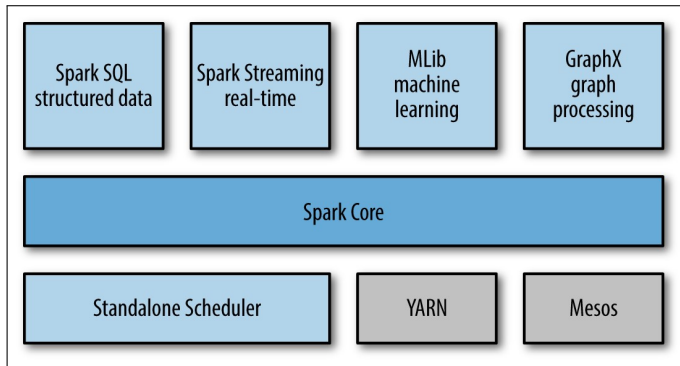 Spark SQL
structured data
Spark Streaming
real-time
MLib
machine
learning
GraphX
graph
processing
Spark Core
Standalone Scheduler
YARN
Mesos